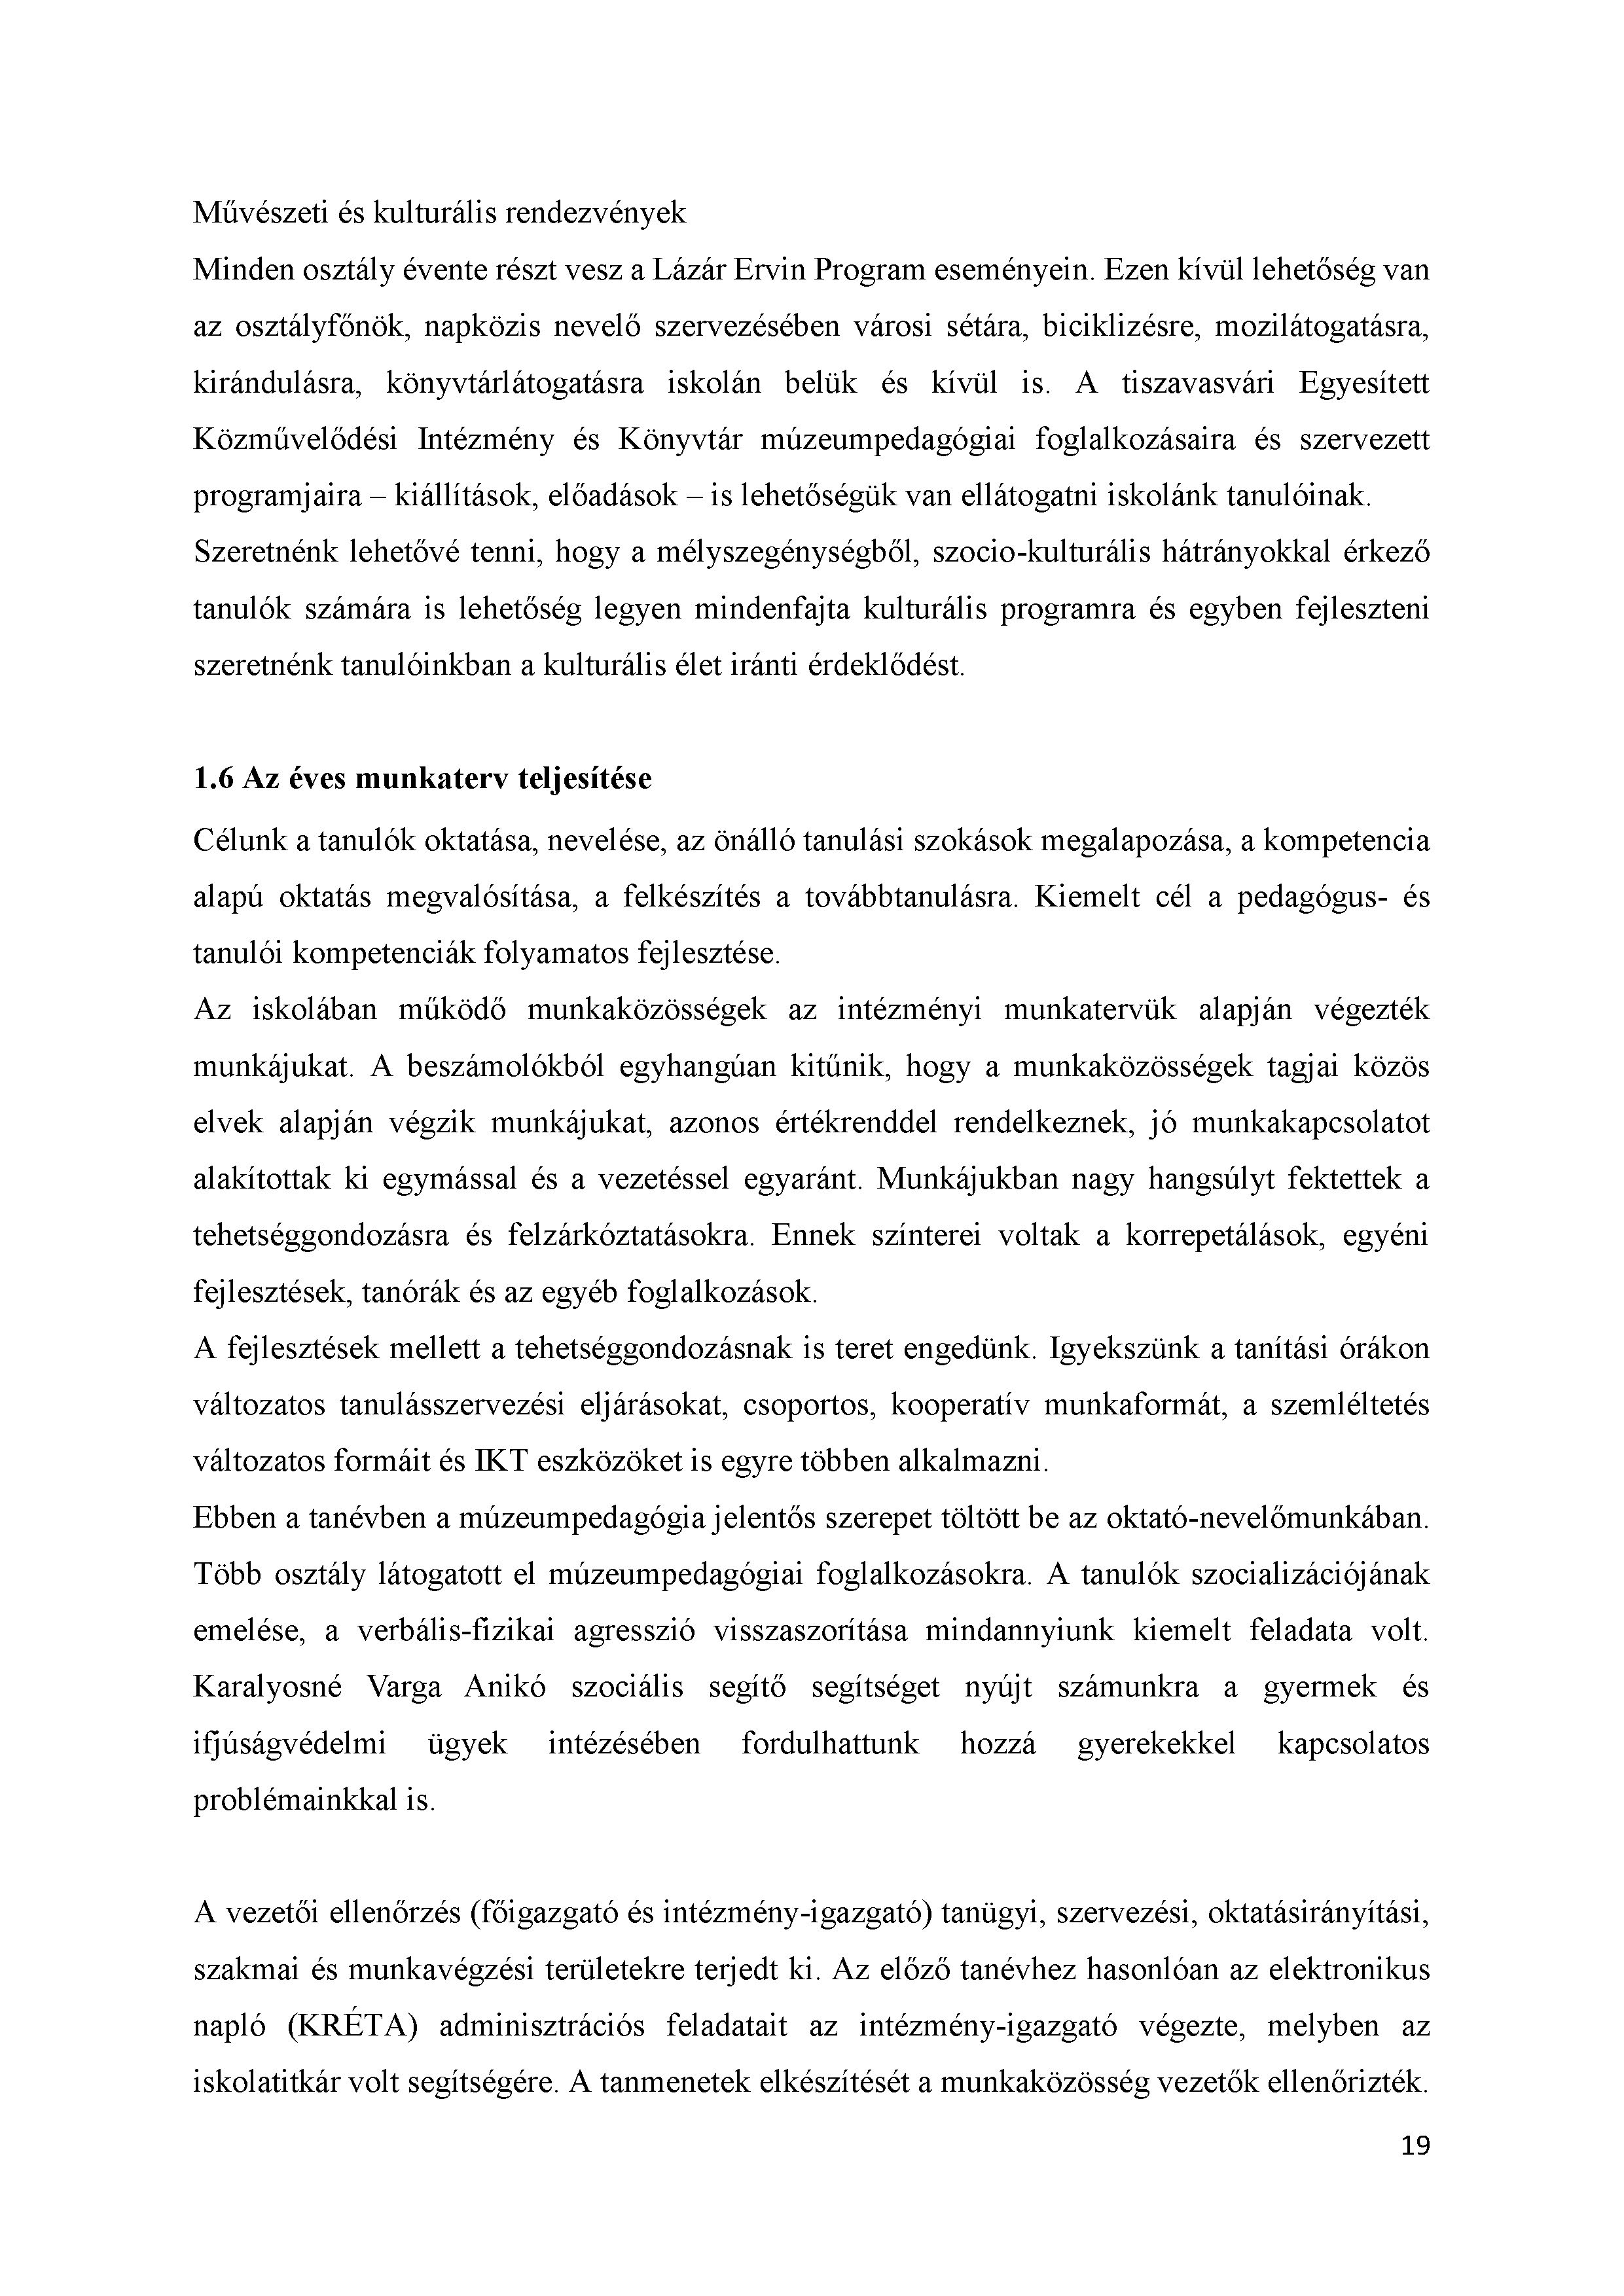 Művészeti és kulturális rendezvények
Minden osztály évente részt vesz a Lázár Ervin Program eseményein. Ezen kívül lehetőség van
az osztályfőnök, napközis nevelő szervezésében városi sétára, biciklizésre, mozilátogatásra,
kirándulásra, könyvtárlátogatásra iskolán belük és kívül is. A tiszavasvári Egyesített
Közművelődési Intézmény és Könyvtár múzeumpedagógiai foglalkozásaira és szervezett
programjaira – kiállítások, előadások – is lehetőségük van ellátogatni iskolánk tanulóinak.
Szeretnénk lehetővé tenni, hogy a mélyszegénységből, szocio-kulturális hátrányokkal érkező
tanulók számára is lehetőség legyen mindenfajta kulturális programra és egyben fejleszteni
szeretnénk tanulóinkban a kulturális élet iránti érdeklődést.
1.6 Az éves munkaterv teljesítése
Célunk a tanulók oktatása, nevelése, az önálló tanulási szokások megalapozása, a kompetencia
alapú oktatás megvalósítása, a felkészítés a továbbtanulásra. Kiemelt cél a pedagógus- és
tanulói kompetenciák folyamatos fejlesztése.
Az iskolában működő munkaközösségek az intézményi munkatervük alapján végezték
munkájukat. A beszámolókból egyhangúan kitűnik, hogy a munkaközösségek tagjai közös
elvek alapján végzik munkájukat, azonos értékrenddel rendelkeznek, jó munkakapcsolatot
alakítottak ki egymással és a vezetéssel egyaránt. Munkájukban nagy hangsúlyt fektettek a
tehetséggondozásra és felzárkóztatásokra. Ennek színterei voltak a korrepetálások, egyéni
fejlesztések, tanórák és az egyéb foglalkozások.
A fejlesztések mellett a tehetséggondozásnak is teret engedünk. Igyekszünk a tanítási órákon
változatos tanulásszervezési eljárásokat, csoportos, kooperatív munkaformát, a szemléltetés
változatos formáit és IKT eszközöket is egyre többen alkalmazni.
Ebben a tanévben a múzeumpedagógia jelentős szerepet töltött be az oktató-nevelőmunkában.
Több osztály látogatott el múzeumpedagógiai foglalkozásokra. A tanulók szocializációjának
emelése, a verbális-fizikai agresszió visszaszorítása mindannyiunk kiemelt feladata volt.
Karalyosné Varga Anikó szociális segítő segítséget nyújt számunkra a gyermek és
ifjúságvédelmi ügyek intézésében fordulhattunk hozzá gyerekekkel kapcsolatos
problémainkkal is.
A vezetői ellenőrzés (főigazgató és intézmény-igazgató) tanügyi, szervezési, oktatásirányítási,
szakmai és munkavégzési területekre terjedt ki. Az előző tanévhez hasonlóan az elektronikus
napló (KRÉTA) adminisztrációs feladatait az intézmény-igazgató végezte, melyben az
iskolatitkár volt segítségére. A tanmenetek elkészítését a munkaközösség vezetők ellenőrizték.
19